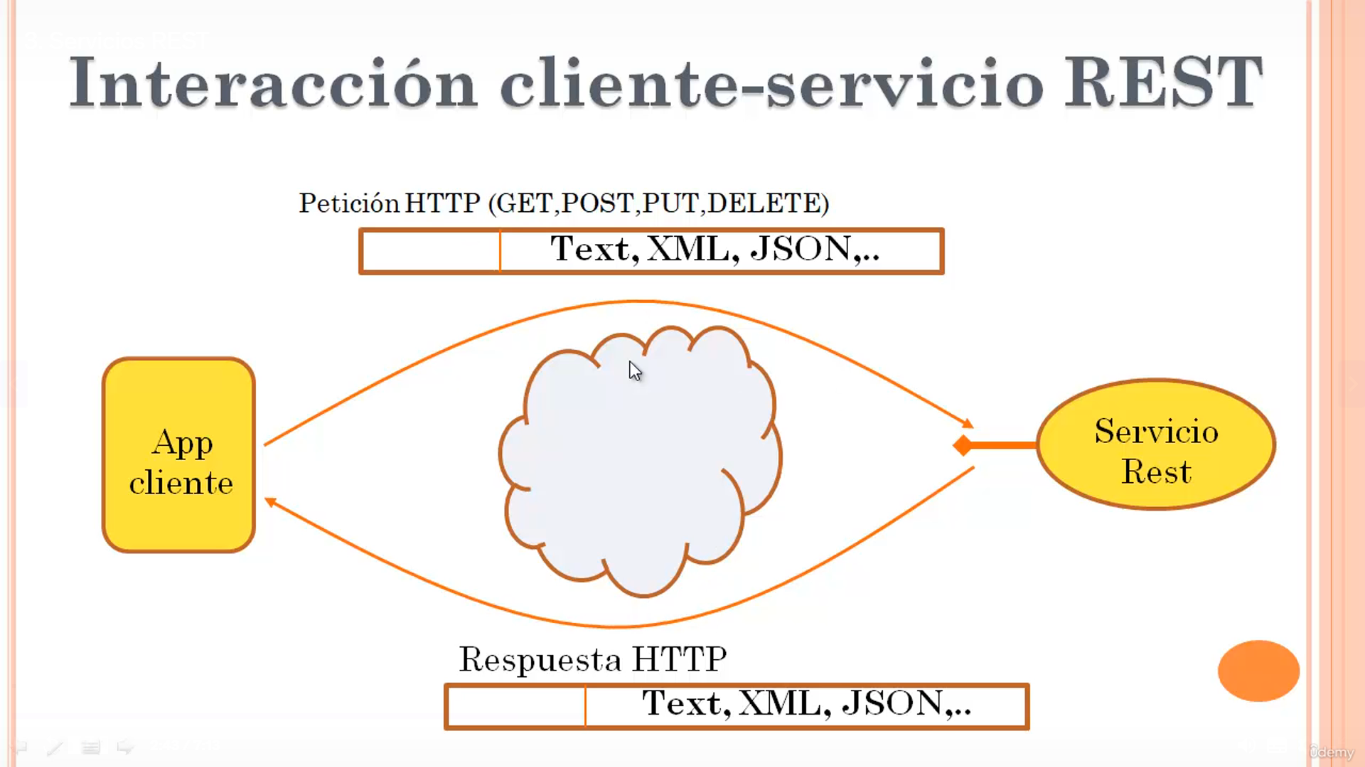 Interacción cliente-servicio REST
Petición HTTP (GET,POST,PUT,DELETE)
Text, XML, JSON,..
App
cliente
Servicio
Rest
Respuesta HTTP
Text, XML, JSON,..
ûdemy